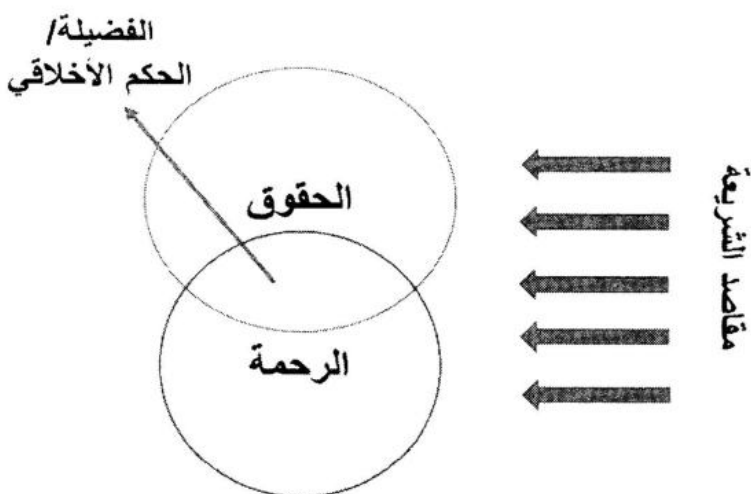 الفضيلة/
الحكم الأخلاقي
الحقوق
الرحمة
مقاصد الشريعة